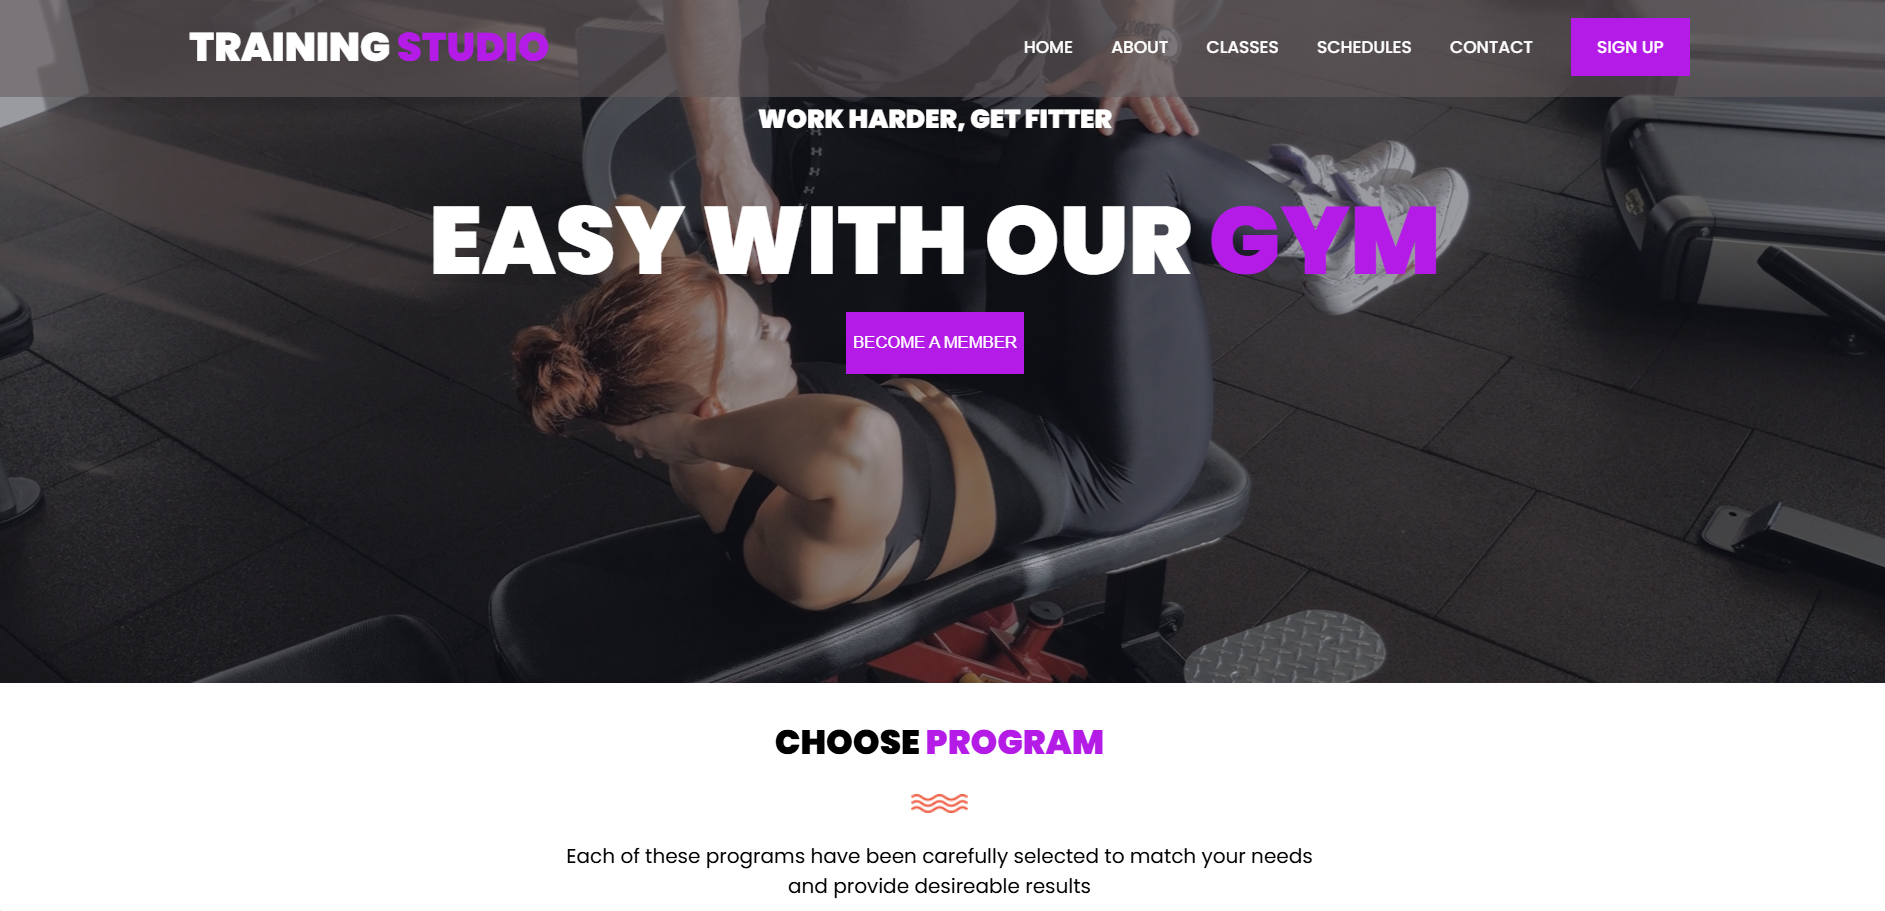 TRAINING STUDIO
HOME ABOUT CLASSES SCHEDULES CONTACT SIGN UP
WORK HARDER, GET FITTER
EASY WITH OUR GYM
BECOME A MEMBER
CHOOSE PROGRAM
Each of these programs have been carefully selected to match your needs
and provide desireable results